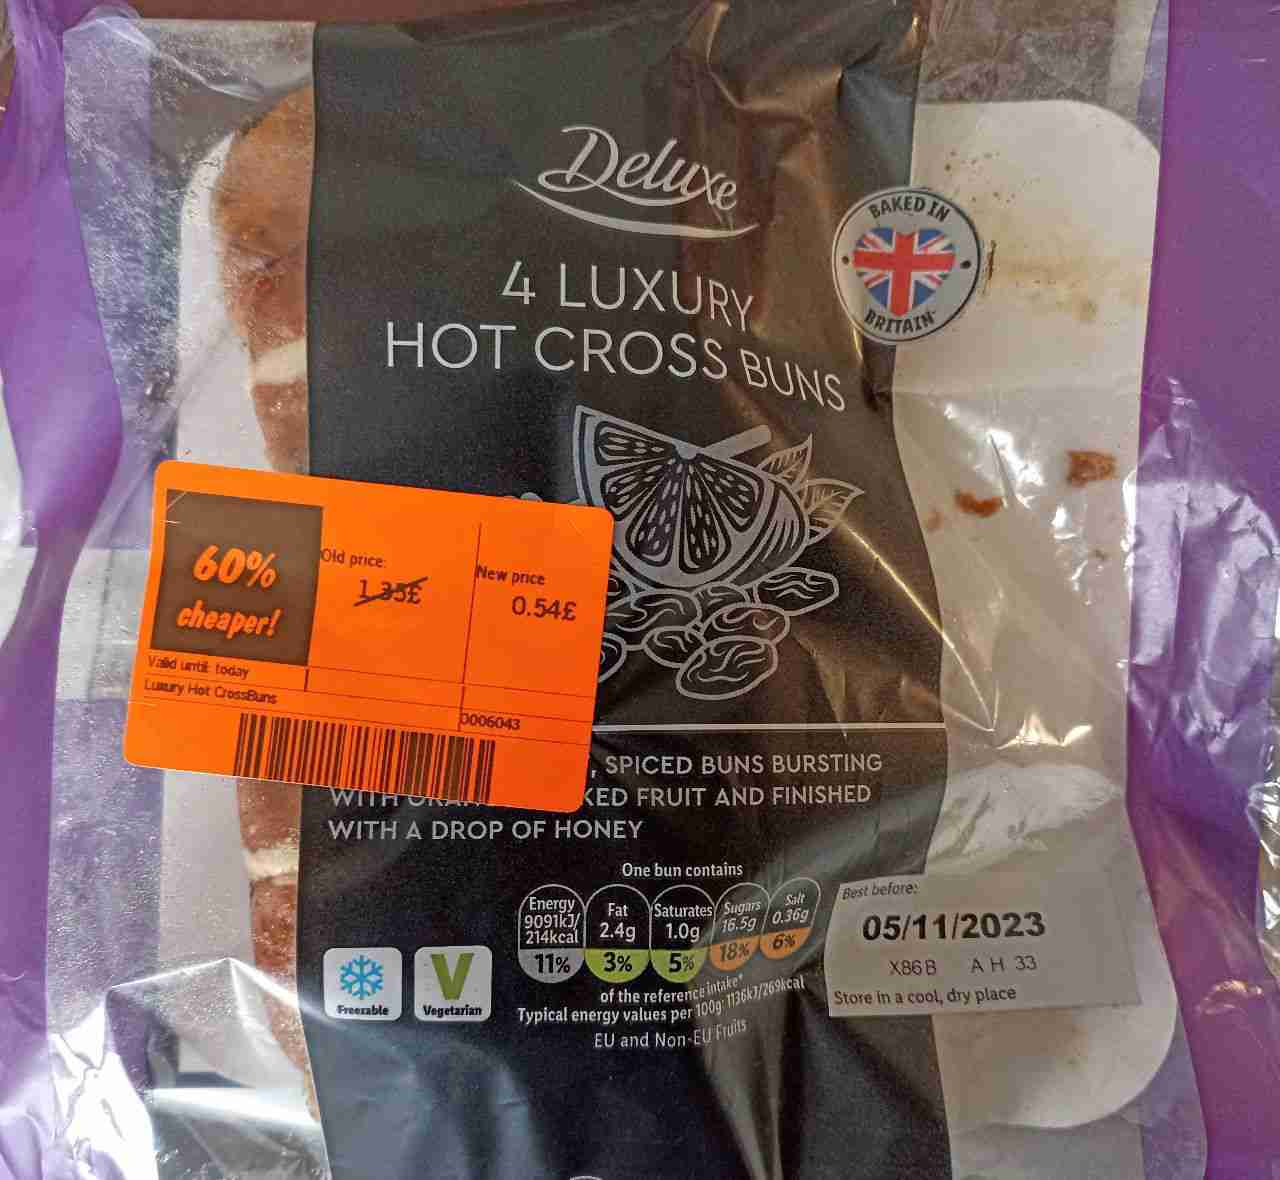 Deluxe
4 LUXURY
HOT CROSS BUNS
BAKED IN
BRITAIN
60%
cheaper!
Old price:
1.35£
New price
0.54£
Valid until: today
Luxury Hot CrossBuns
0006043
, SPICED BUNS BURSTING
WITH FRUIT AND FINISHED
WITH A DROP OF HONEY
One bun contains
Energy
9091kJ/
214kcal
11%
Fat
2.4g
3%
Saturates
1.0g
5%
Sugars
16.5g
18%
Salt
0.36g
6%
of the reference intake*
Typical energy values per 100g: 1136kJ/269kcal
EU and Non-EU Fruits
Freezable
Vegetarian
Best before:
05/11/2023
X86B A H 33
Store in a cool, dry place